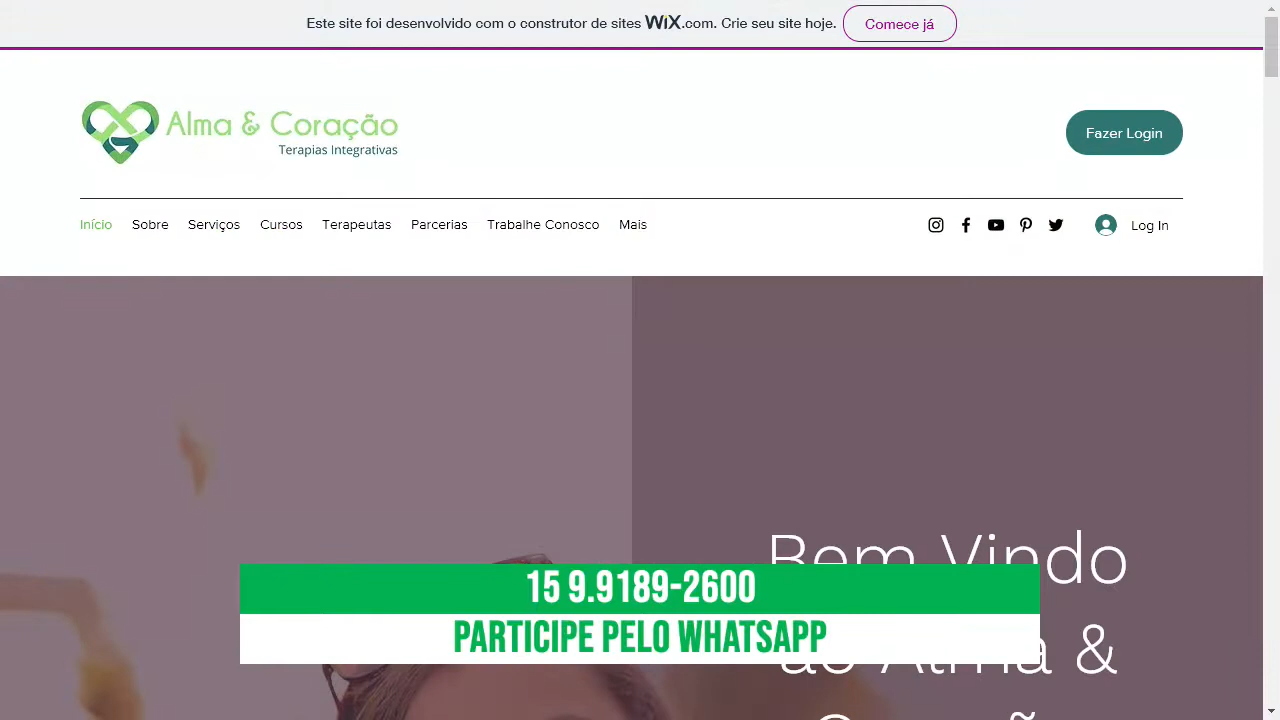 Este site foi desenvolvido com o construtor de sites WiX.com. Crie seu site hoje. Comece já
Alma & Coração
Terapias Integrativas
Fazer Login
Início Sobre Serviços Cursos Terapeutas Parcerias Trabalhe Conosco Mais Log In
Bem Vindo
15 9.9189-2600
PARTICIPE PELO WHATSAPP
ao Alma &